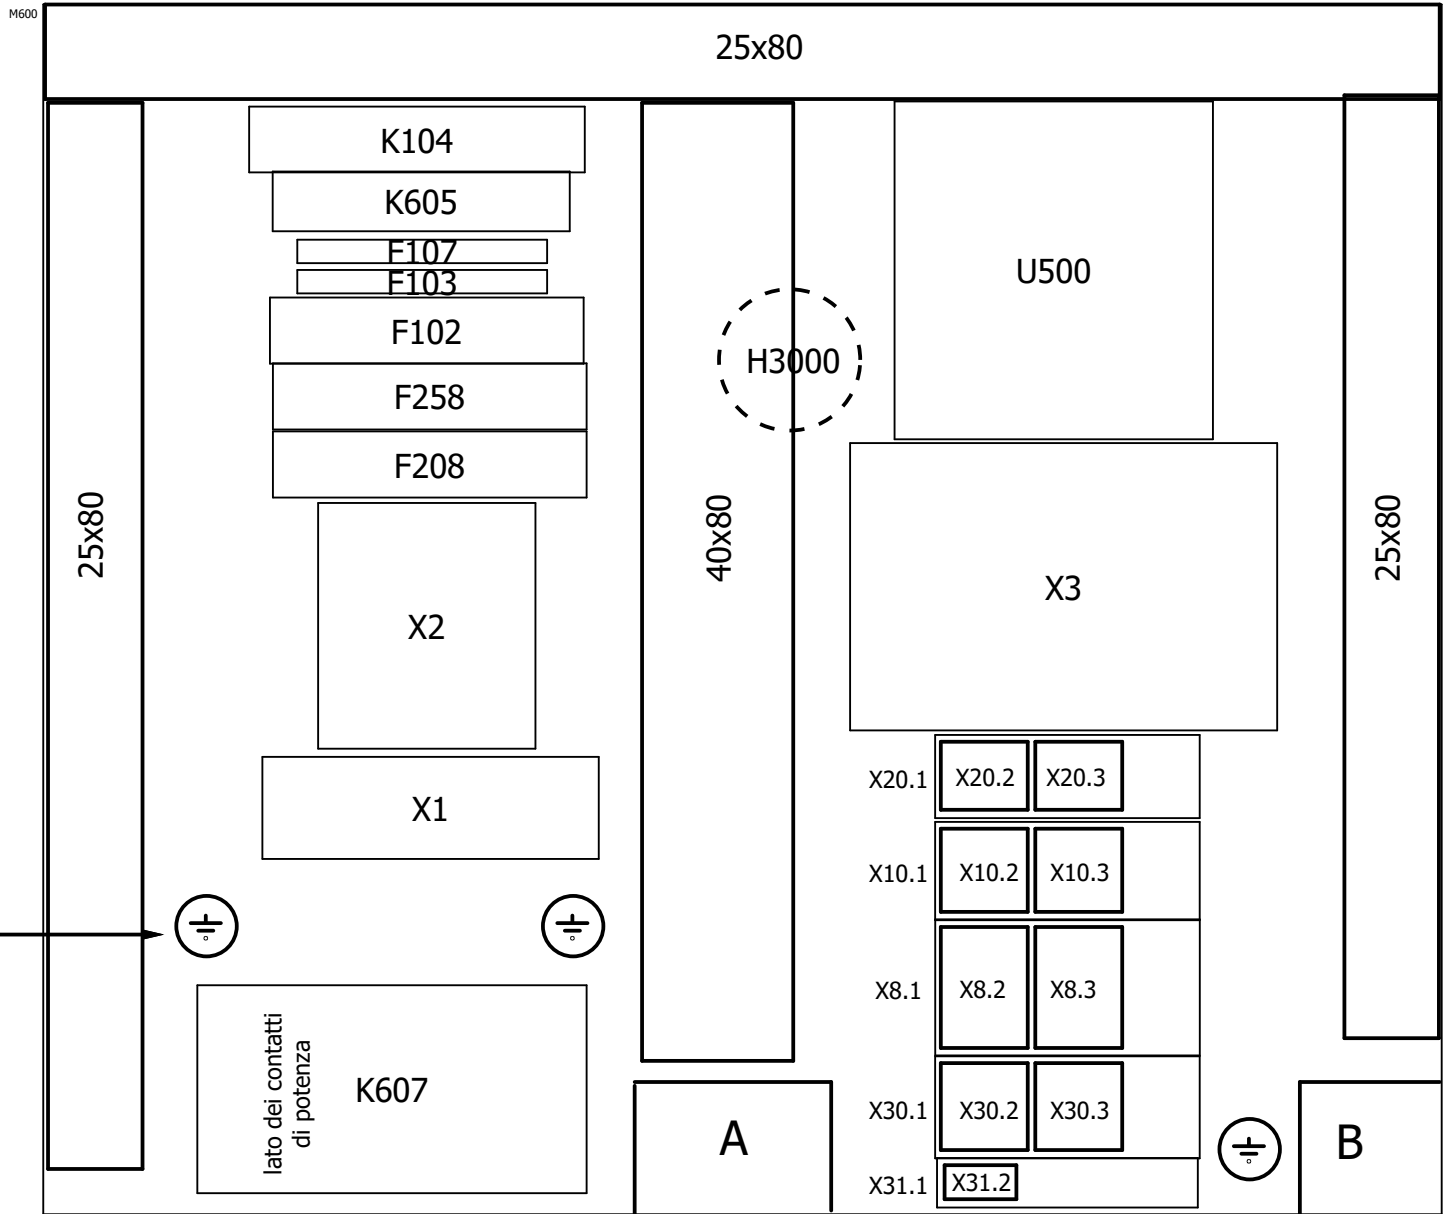 M600
25x80
K104
K605
F107
F103
F102
F258
F208
X2
X1
25x80
lato dei contatti
di potenza
K607
40x80
H3000
A
U500
X3
X20.1
X20.2
X20.3
X10.1
X10.2
X10.3
X8.1
X8.2
X8.3
X30.1
X30.2
X30.3
X31.1
X31.2
25x80
B